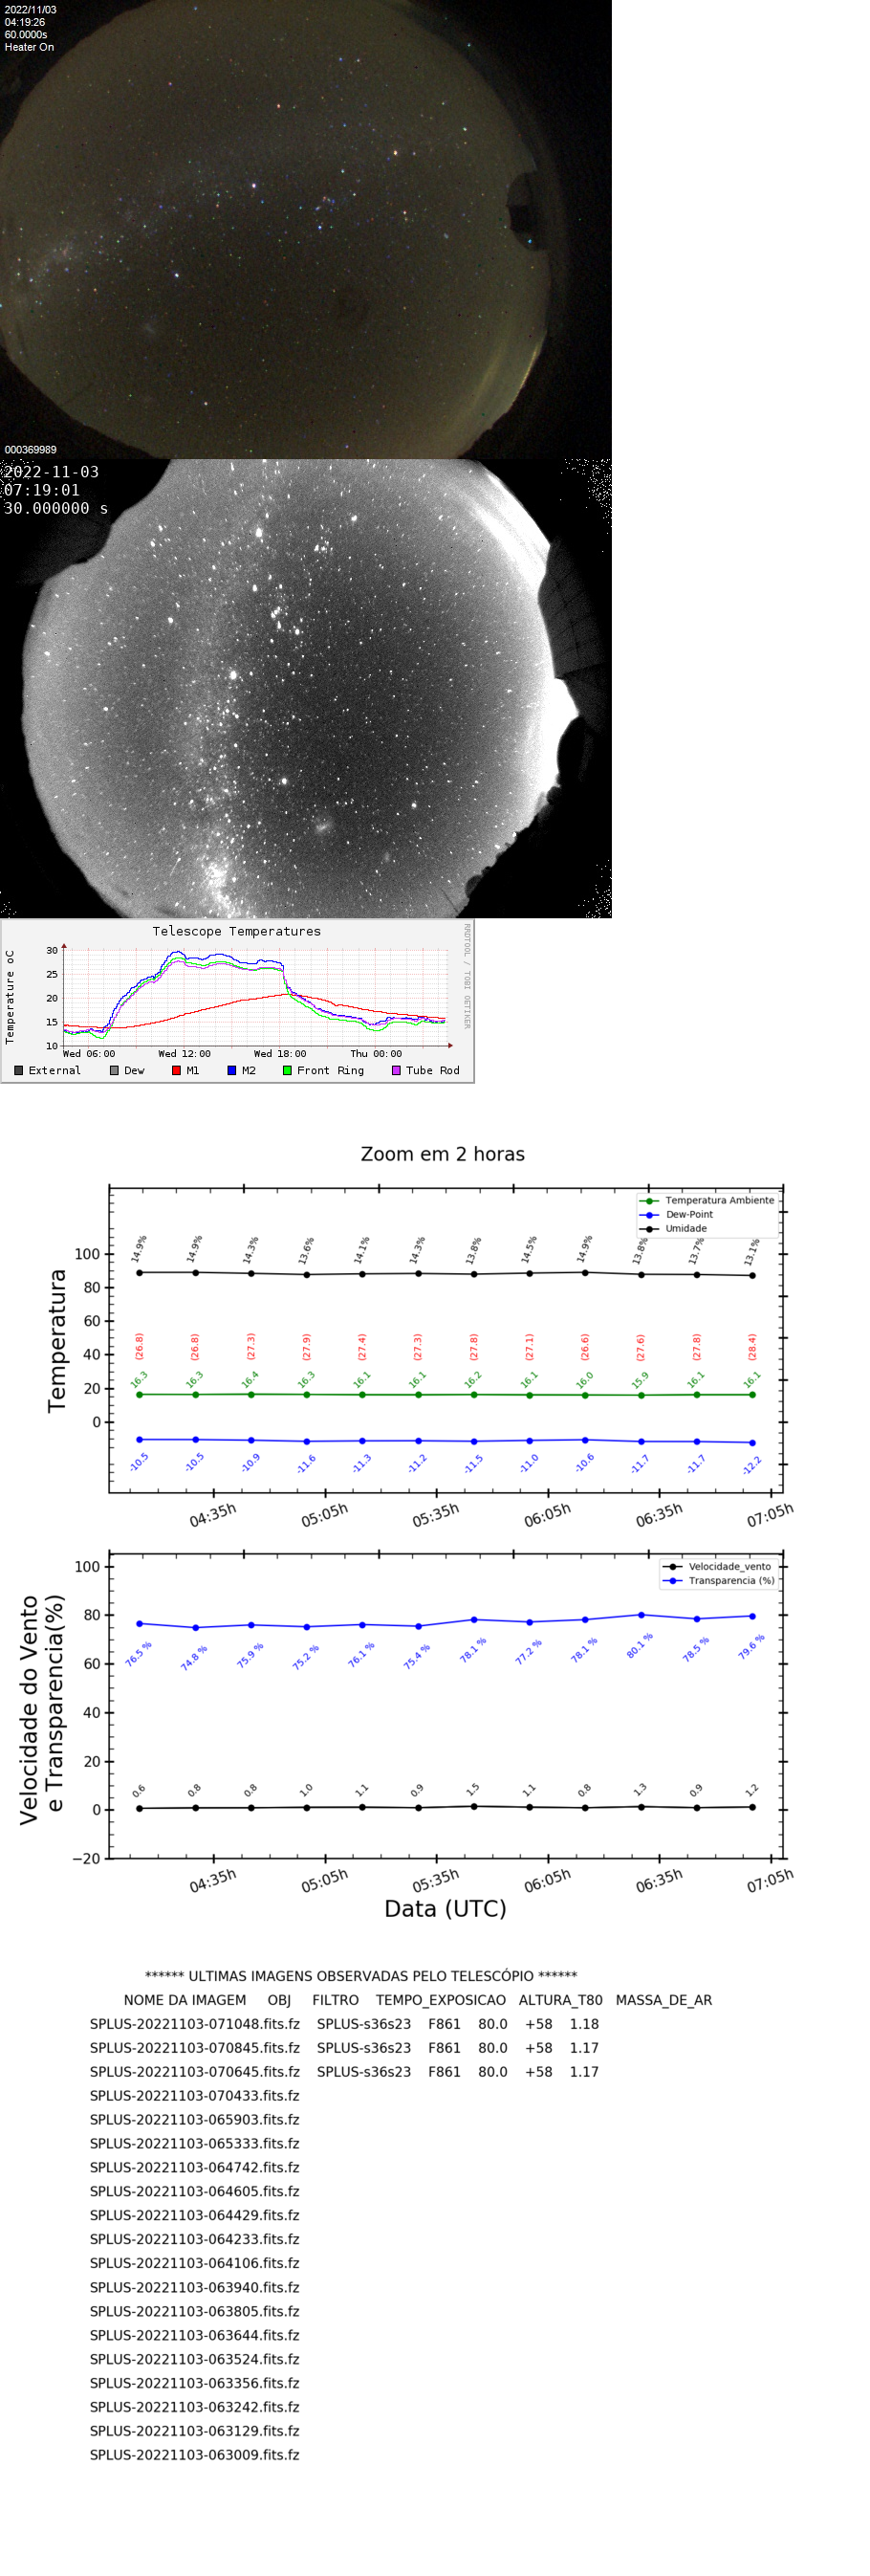 2022/11/03
04:19:26
60.0000s
Heater On
000369989
2022-11-03
07:19:01
30.000000 s
Telescope Temperatures
RRDTOOL / TOBI OETIKER
Temperature oC
30
25
20
15
10
Wed 06:00 Wed 12:00 Wed 18:00 Thu 00:00
External Dew M1 M2 Front Ring Tube Rod
Zoom em 2 horas
Temperatura Ambiente
Dew-Point
Umidade
Temperatura
100
80
60
40
20
0
14.9% 14.9% 14.3% 13.6% 14.1% 14.3% 13.8% 14.5% 14.9% 13.8% 13.7% 13.1%
(26.8) (26.8) (27.3) (27.9) (27.4) (27.3) (27.8) (27.1) (26.6) (27.6) (27.8) (28.4)
16.3 16.3 16.4 16.3 16.1 16.1 16.2 16.1 16.0 15.9 16.1 16.1
-10.5 -10.5 -10.9 -11.6 -11.3 -11.2 -11.5 -11.0 -10.6 -11.7 -11.7 -12.2
04:35h 05:05h 05:35h 06:05h 06:35h 07:05h
Velocidade_vento
Transparencia (%)
Velocidade do Vento
e Transparencia(%)
100
80
60
40
20
0
−20
76.5 % 74.8 % 75.9 % 75.2 % 76.1 % 75.4 % 78.1 % 77.2 % 78.1 % 80.1 % 78.5 % 79.6 %
0.6 0.8 0.8 1.0 1.1 0.9 1.5 1.1 0.8 1.3 0.9 1.2
04:35h 05:05h 05:35h 06:05h 06:35h 07:05h
Data (UTC)
****** ULTIMAS IMAGENS OBSERVADAS PELO TELESCÓPIO ******
NOME DA IMAGEM OBJ FILTRO TEMPO_EXPOSICAO ALTURA_T80 MASSA_DE_AR
SPLUS-20221103-071048.fits.fz SPLUS-s36s23 F861 80.0 +58 1.18
SPLUS-20221103-070845.fits.fz SPLUS-s36s23 F861 80.0 +58 1.17
SPLUS-20221103-070645.fits.fz SPLUS-s36s23 F861 80.0 +58 1.17
SPLUS-20221103-070433.fits.fz
SPLUS-20221103-065903.fits.fz
SPLUS-20221103-065333.fits.fz
SPLUS-20221103-064742.fits.fz
SPLUS-20221103-064605.fits.fz
SPLUS-20221103-064429.fits.fz
SPLUS-20221103-064233.fits.fz
SPLUS-20221103-064106.fits.fz
SPLUS-20221103-063940.fits.fz
SPLUS-20221103-063805.fits.fz
SPLUS-20221103-063644.fits.fz
SPLUS-20221103-063524.fits.fz
SPLUS-20221103-063356.fits.fz
SPLUS-20221103-063242.fits.fz
SPLUS-20221103-063129.fits.fz
SPLUS-20221103-063009.fits.fz